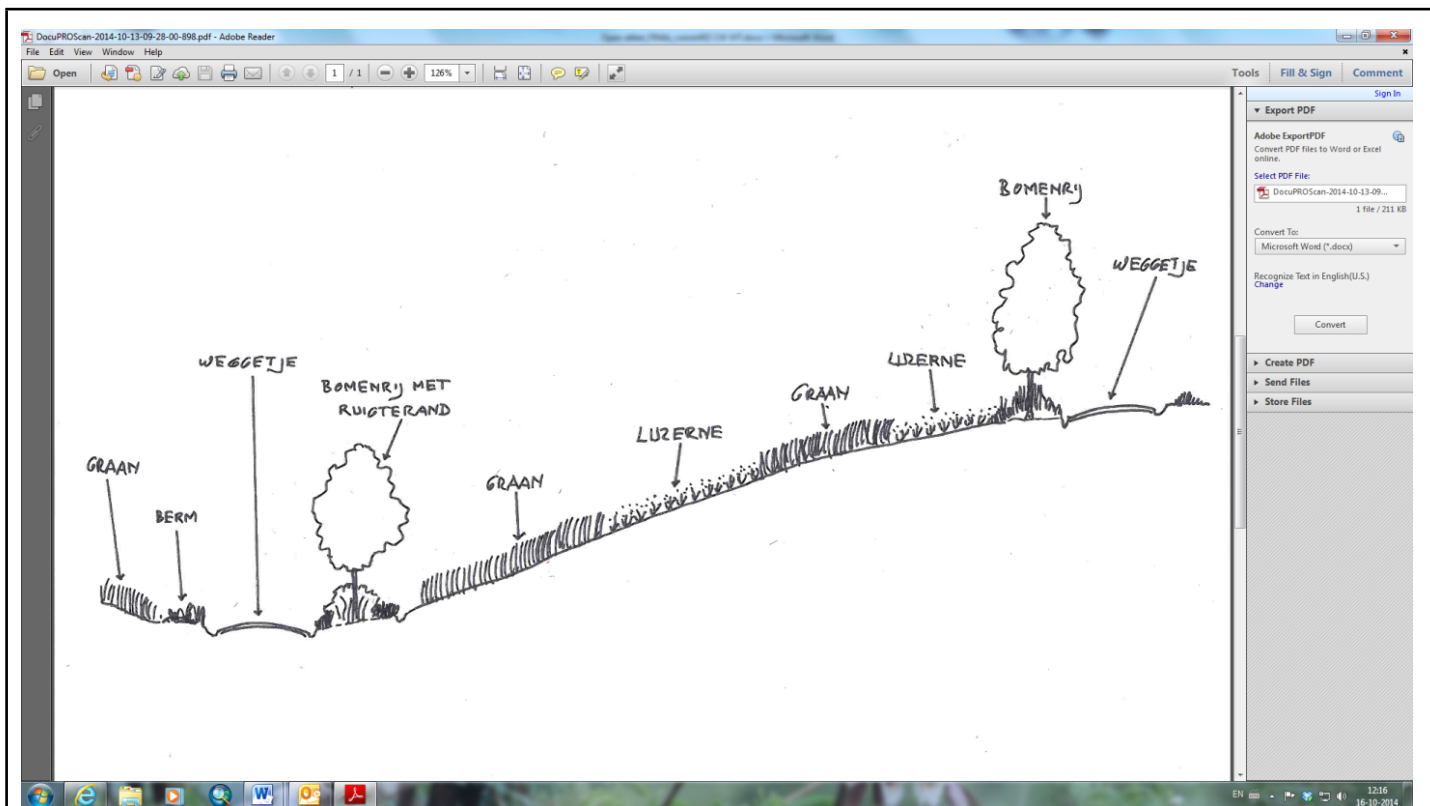 DocuPROScan-2014-10-13-09-28-00-898.pdf - Adobe Reader
File Edit View Window Help
Open 1 / 1 126% Tools Fill & Sign Comment
Sign In
Export PDF
Adobe ExportPDF
Convert PDF files to Word or Excel
online.
Select PDF File:
DocuPROScan-2014-10-13-09...
1 file / 211 KB
Convert To:
Microsoft Word (*.docx)
Recognize Text in English(U.S.)
Change
Convert
Create PDF
Send Files
Store Files
BOMENRIJ
WEGGETJE
WEGGETJE
BOMENRIJ MET
RUIGTERAND
LUZERNE
GRAAN
LUZERNE
GRAAN
GRAAN
BERM
EN
12:16
16-10-2014